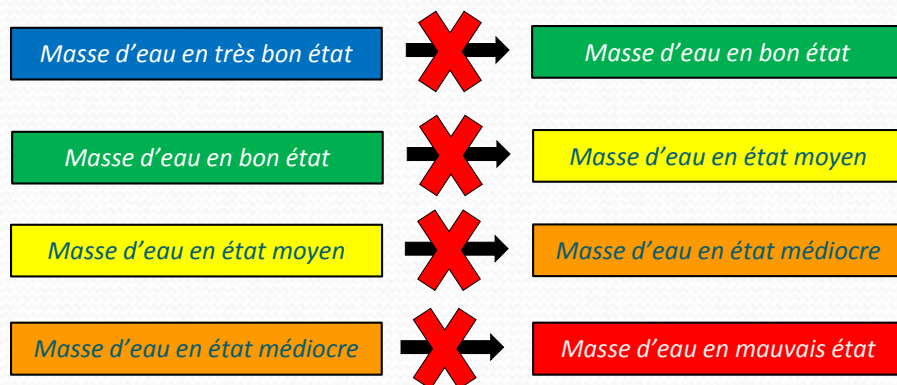 Masse d'eau en très bon état
Masse d'eau en bon état
Masse d'eau en bon état
Masse d'eau en état moyen
Masse d'eau en état moyen
Masse d'eau en état médiocre
Masse d'eau en état médiocre
Masse d'eau en mauvais état